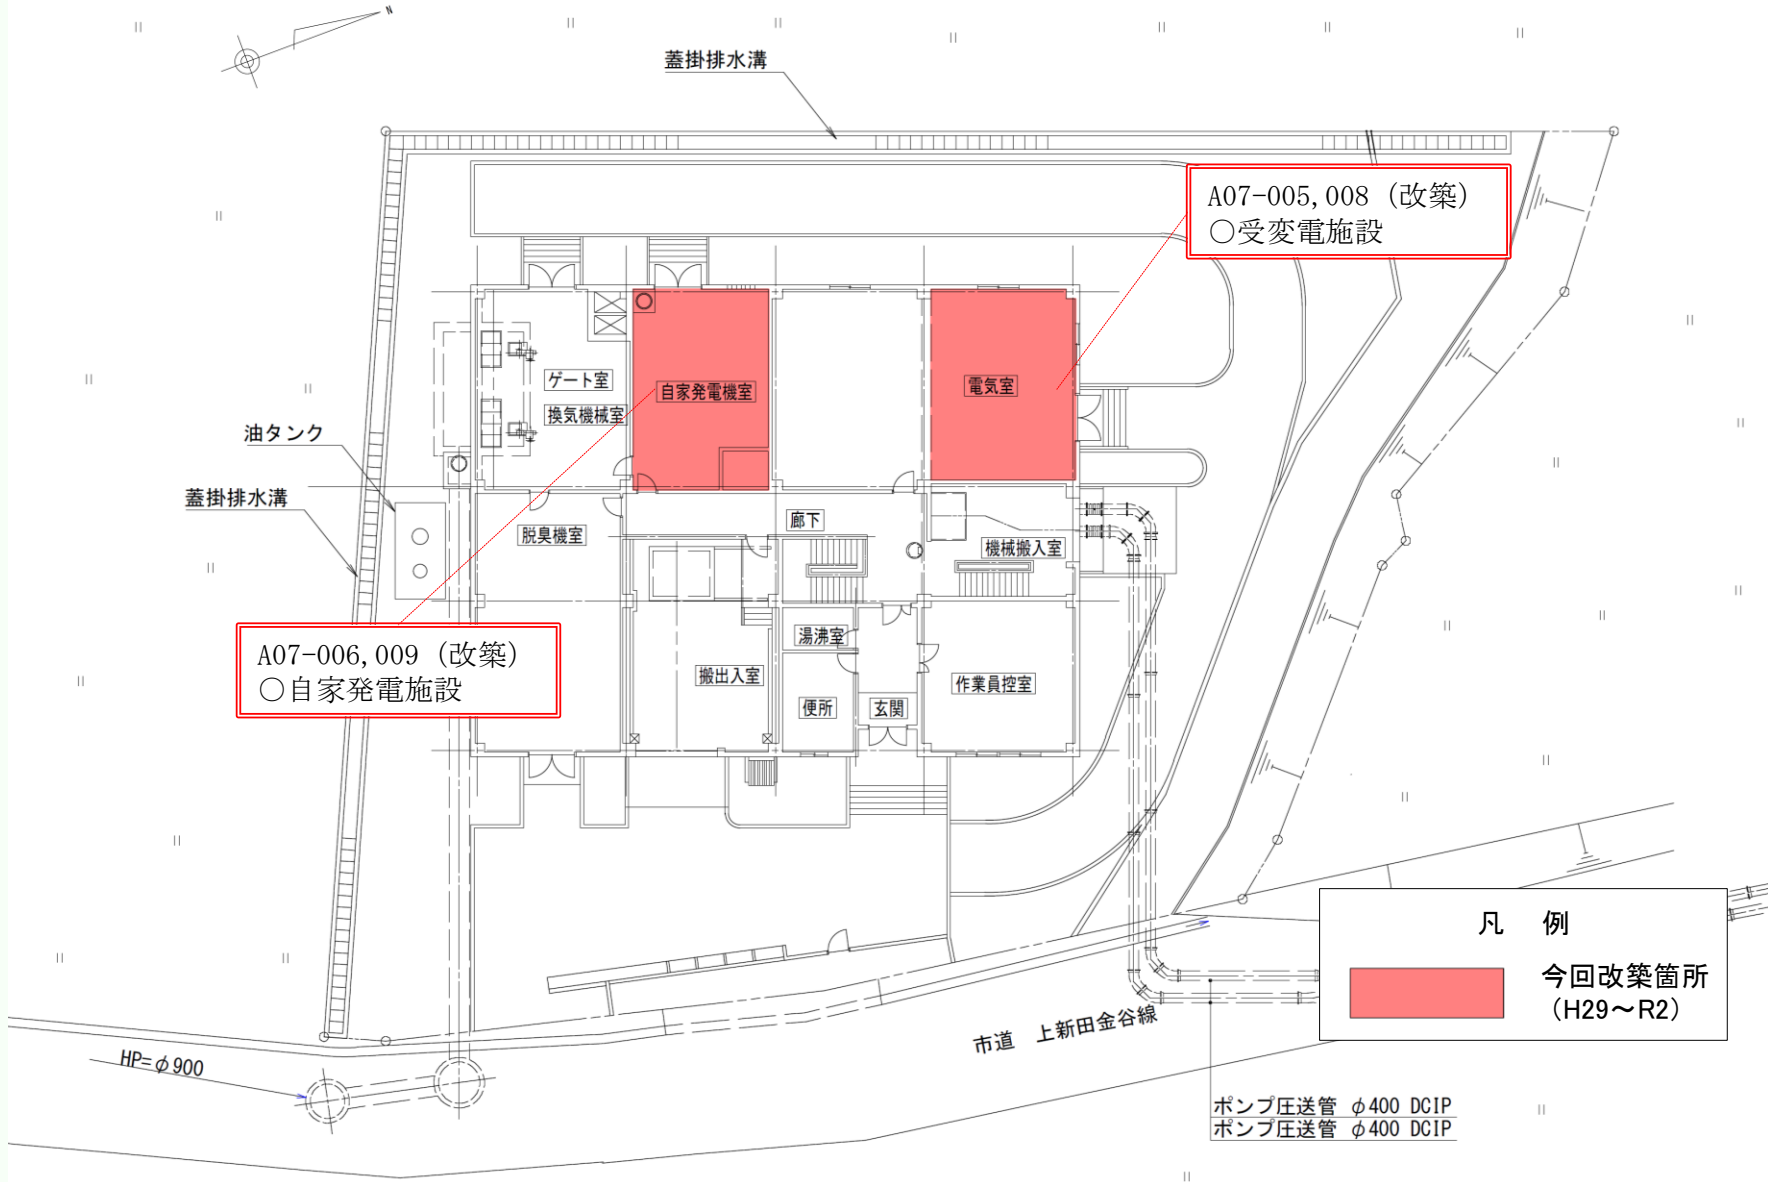 N
蓋掛排水溝
A07-005,008 (改築)
○受変電施設
ゲート室
換気機械室
自家発電機室
電気室
油タンク
蓋掛排水溝
脱臭機室
廊下
機械搬入室
A07-006,009 (改築)
○自家発電施設
湯沸室
搬出入室
便所
玄関
作業員控室
凡 例
今回改築箇所
(H29～R2)
市道 上新田金谷線
HP=φ900
ポンプ圧送管 φ400 DCIP
ポンプ圧送管 φ400 DCIP